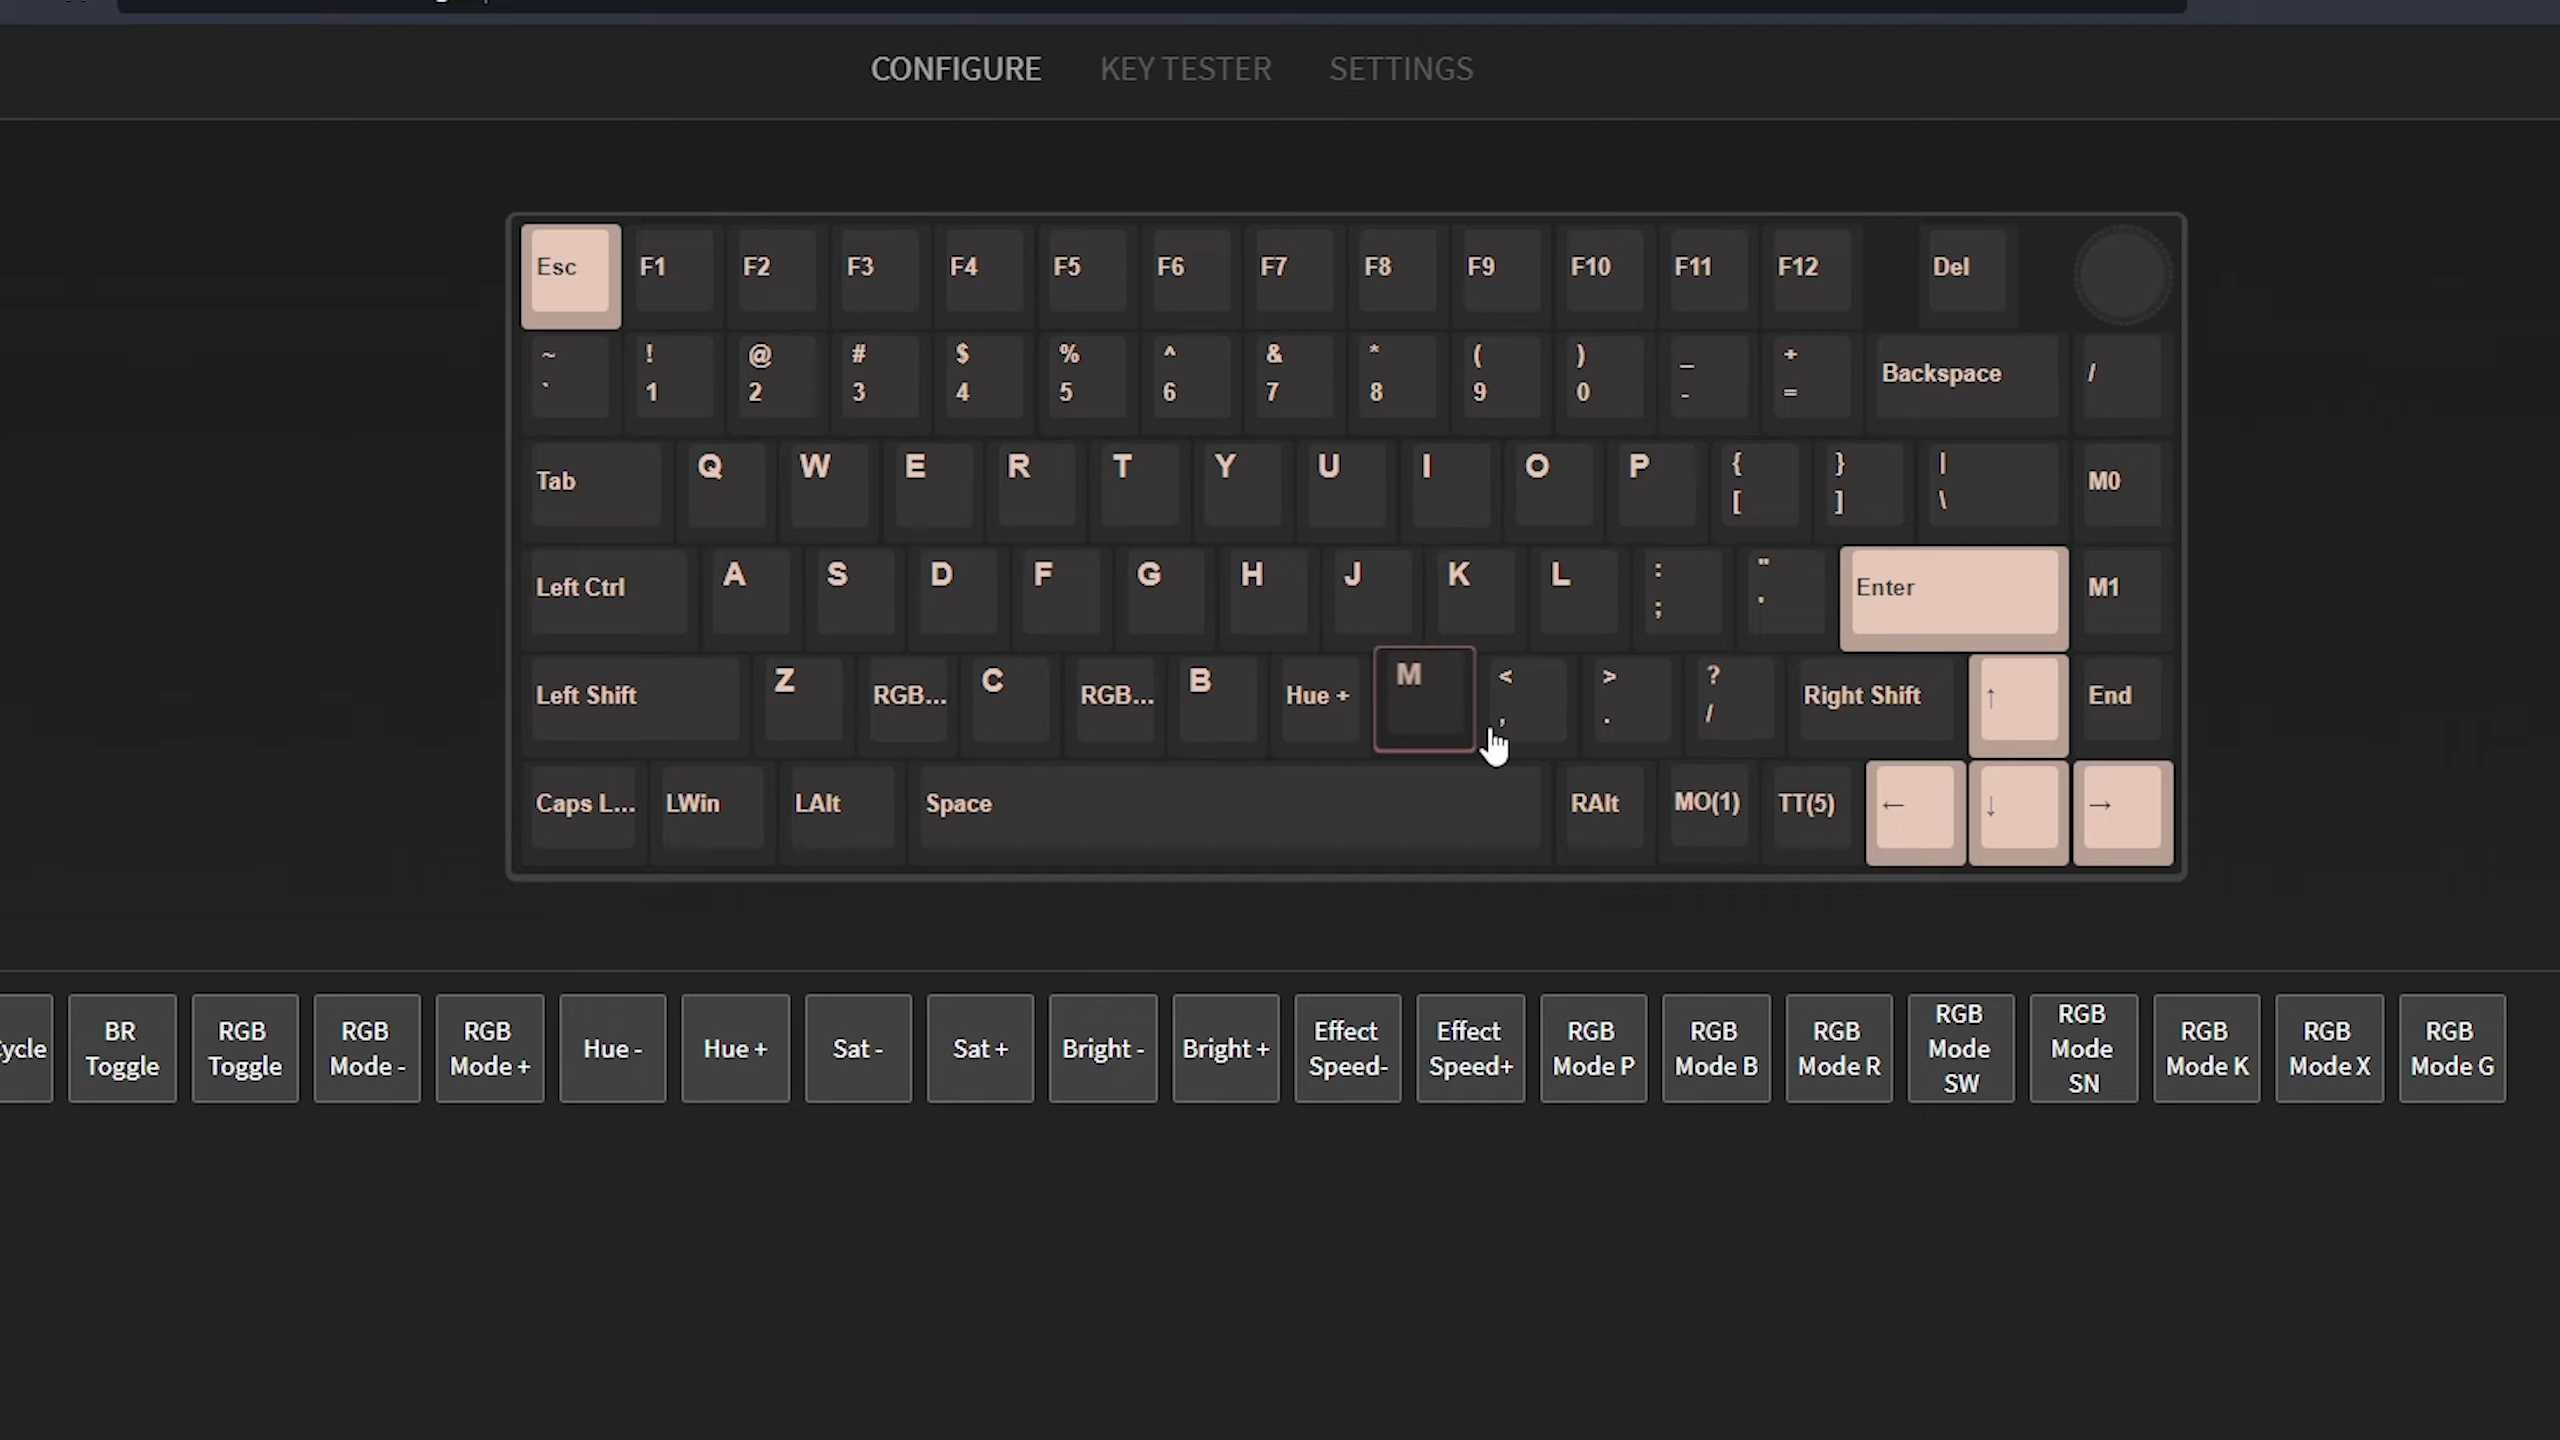 CONFIGURE KEY TESTER SETTINGS
Esc F1 F2 F3 F4 F5 F6 F7 F8 F9 F10 F11 F12 Del
~ ! @ # $ % ^ & * ( ) _ +
` 1 2 3 4 5 6 7 8 9 0 - = Backspace /
Tab Q W E R T Y U I O P { } | M0
[ ] \
Left Ctrl A S D F G H J K L : " Enter M1
; '
Left Shift Z RGB... C RGB... B Hue + M < > ? Right Shift ↑ End
, . /
Caps L... LWin LAlt Space RAlt MO(1) TT(5) ← ↓ →
ycle
BR
Toggle
RGB
Toggle
RGB
Mode -
RGB
Mode +
Hue -
Hue +
Sat -
Sat +
Bright -
Bright +
Effect
Speed-
Effect
Speed+
RGB
Mode P
RGB
Mode B
RGB
Mode R
RGB
Mode
SW
RGB
Mode
SN
RGB
Mode K
RGB
Mode X
RGB
Mode G